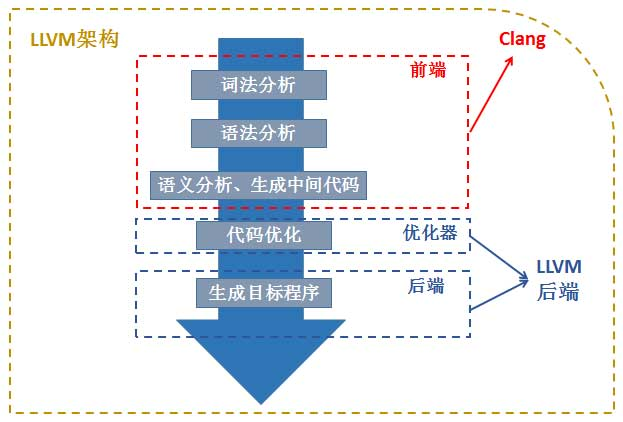 LLVM架构
Clang
前端
词法分析
语法分析
语义分析、生成中间代码
代码优化
优化器
LLVM
后端
后端
生成目标程序